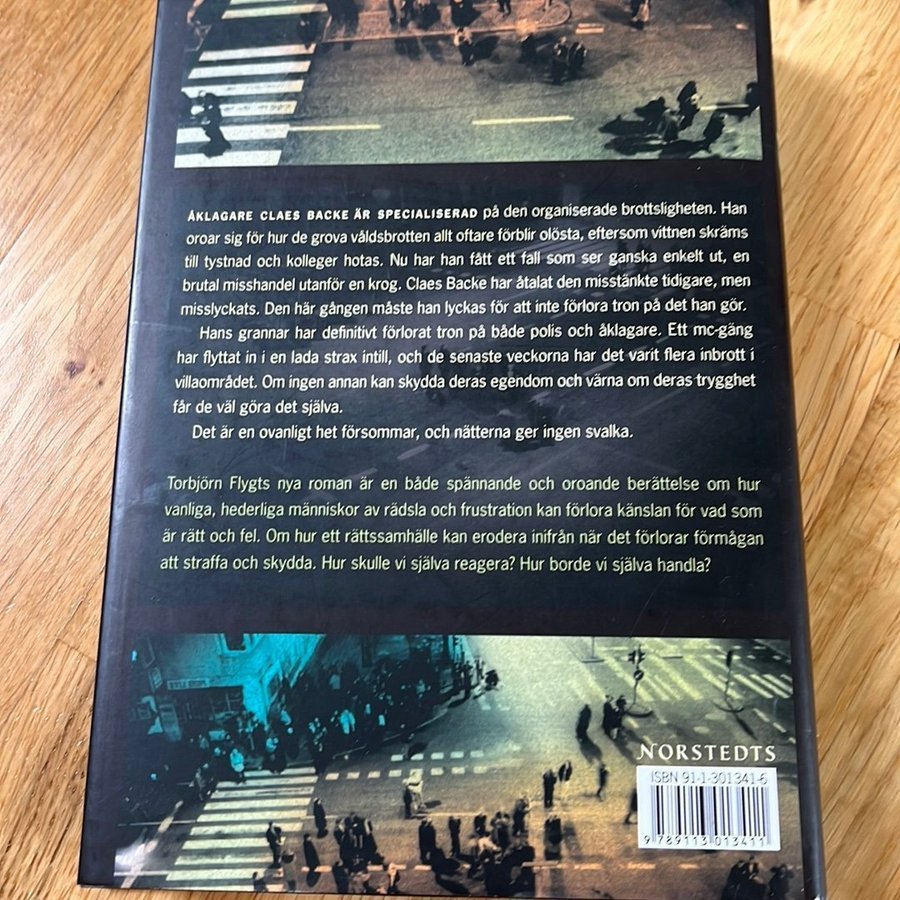 ÅKLAGARE CLAES BACKE ÄR SPECIALISERAD på den organiserade brottsligheten. Han
oroar sig för hur de grova våldsbrotten allt oftare förblir olösta, eftersom vittnen skräms
till tystnad och kolleger hotas. Nu har han fått ett fall som ser ganska enkelt ut, en
brutal misshandel utanför en krog. Claes Backe har åtalat den misstänkte tidigare, men
misslyckats. Den här gången måste han lyckas för att inte förlora tron på det han gör.
Hans grannar har definitivt förlorat tron på både polis och åklagare. Ett mc-gäng
har flyttat in i en lada strax intill, och de senaste veckorna har det varit flera inbrott i
villaområdet. Om ingen annan kan skydda deras egendom och värna om deras trygghet
får de väl göra det själva.
Det är en ovanligt het försommar, och nätterna ger ingen svalka.
Torbjörn Flygts nya roman är en både spännande och oroande berättelse om hur
vanliga, hederliga människor av rädsla och frustration kan förlora känslan för vad som
är rätt och fel. Om hur ett rättssamhälle kan erodera inifrån när det förlorar förmågan
att straffa och skydda. Hur skulle vi själva reagera? Hur borde vi själva handla?
NORSTEDTS
ISBN 91-1-301341-6
9 789113 013411